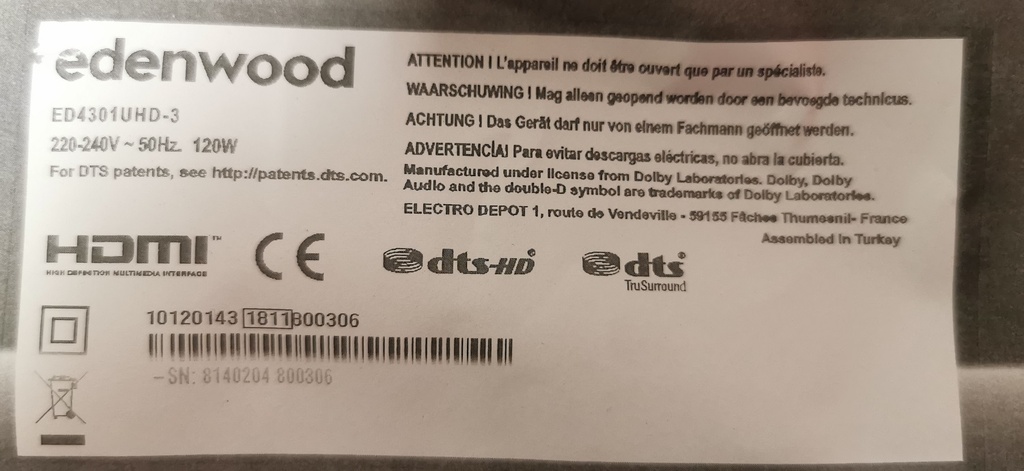 edenwood
ED4301UHD-3
220-240V ~ 50Hz 120W
For DTS patents, see http://patents.dts.com.
ATTENTION ! L'appareil ne doit être ouvert que par un spécialiste.
WAARSCHUWING ! Mag alleen geopend worden door een bevoegde technicus.
ACHTUNG ! Das Gerät darf nur von einem Fachmann geöffnet werden.
ADVERTENCÍA! Para evitar descargas eléctricas, no abra la cubierta.
Manufactured under license from Dolby Laboratories. Dolby, Dolby
Audio and the double-D symbol are trademarks of Dolby Laboratories.
ELECTRO DEPOT 1, route de Vendeville - 59155 Fâches Thumesnil- France
Assembled In Turkey
HDMI™
HIGH DEFINITION MULTIMEDIA INTERFACE
CE
dts-HD
dts
TruSurround
10120143 1811800306
-SN: 8140204 800306